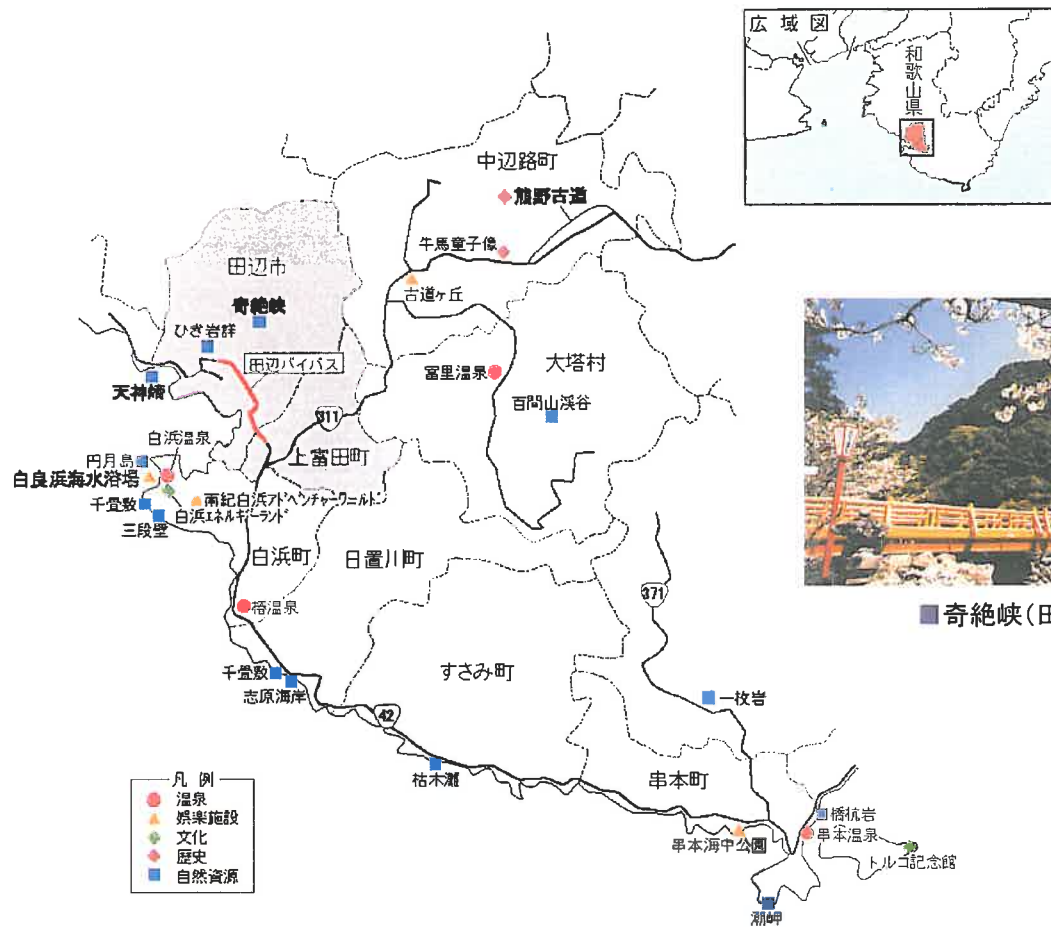 広域図
和歌山県
中辺路町
熊野古道
牛馬童子像
田辺市
奇絶峡
古道ヶ丘
ひき岩群
田辺バイパス
大塔村
冨里温泉
天神崎
百間山渓谷
311
白浜温泉
円月島
上富田町
白良浜海水浴場
南紀白浜アドベンチャーワールド
千畳敷
白浜エネルギーランド
三段壁
白浜町
日置川町
371
椿温泉
奇絶峡(田
千畳敷
志原海岸
すさみ町
一枚岩
42
枯木灘
串本町
凡例
温泉
娯楽施設
文化
歴史
自然資源
橋杭岩
串本海中公園
串本温泉
トルコ記念館
潮岬